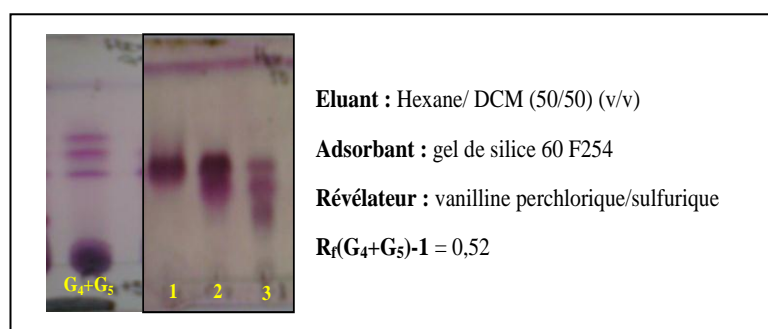 Eluant : Hexane/ DCM (50/50) (v/v)
Adsorbant : gel de silice 60 F254
Révélateur : vanilline perchlorique/sulfurique
Rf(G4+G5)-1 = 0,52
G4+G5 1 2 3